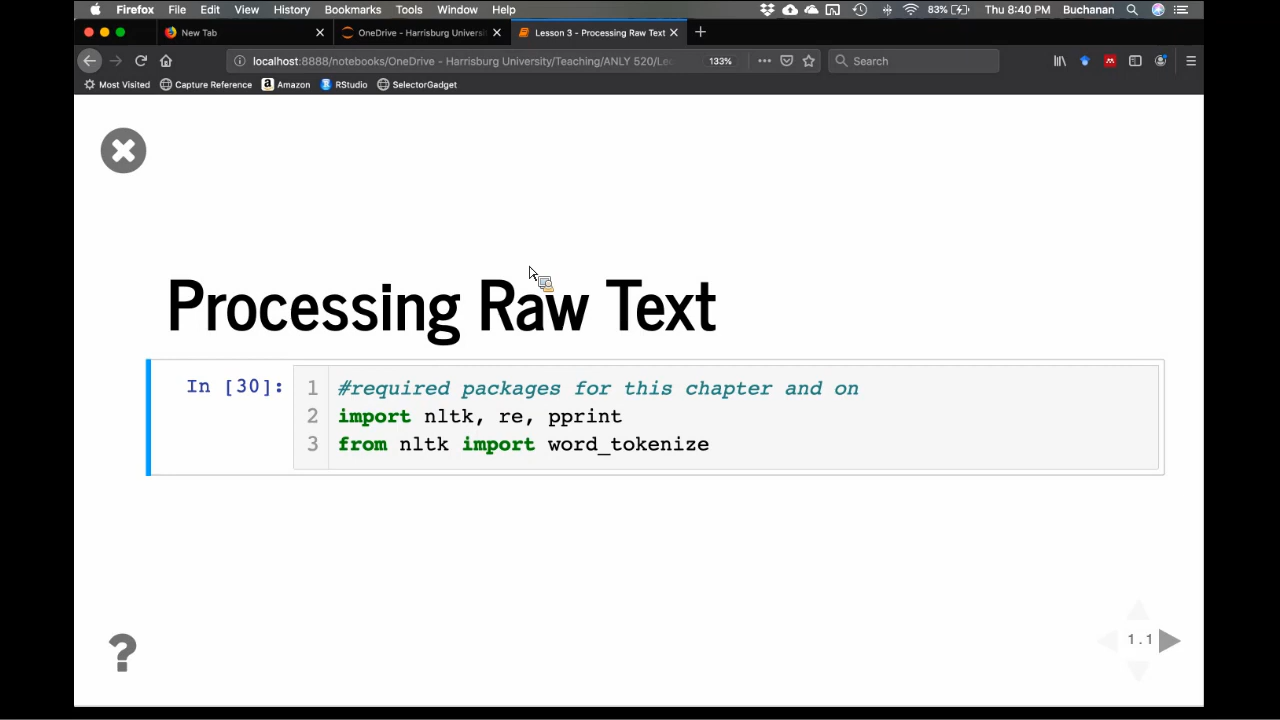 Firefox File Edit View History Bookmarks Tools Window Help 83% Thu 8:40 PM Buchanan
New Tab OneDrive - Harrisburg Universi Lesson 3 - Processing Raw Text
localhost:8888/notebooks/OneDrive - Harrisburg University/Teaching/ANLY 520/Le 133% Search
Most Visited Capture Reference Amazon RStudio SelectorGadget
Processing Raw Text
In [30]: 1 #required packages for this chapter and on
2 import nltk, re, pprint
3 from nltk import word_tokenize
? 1.1